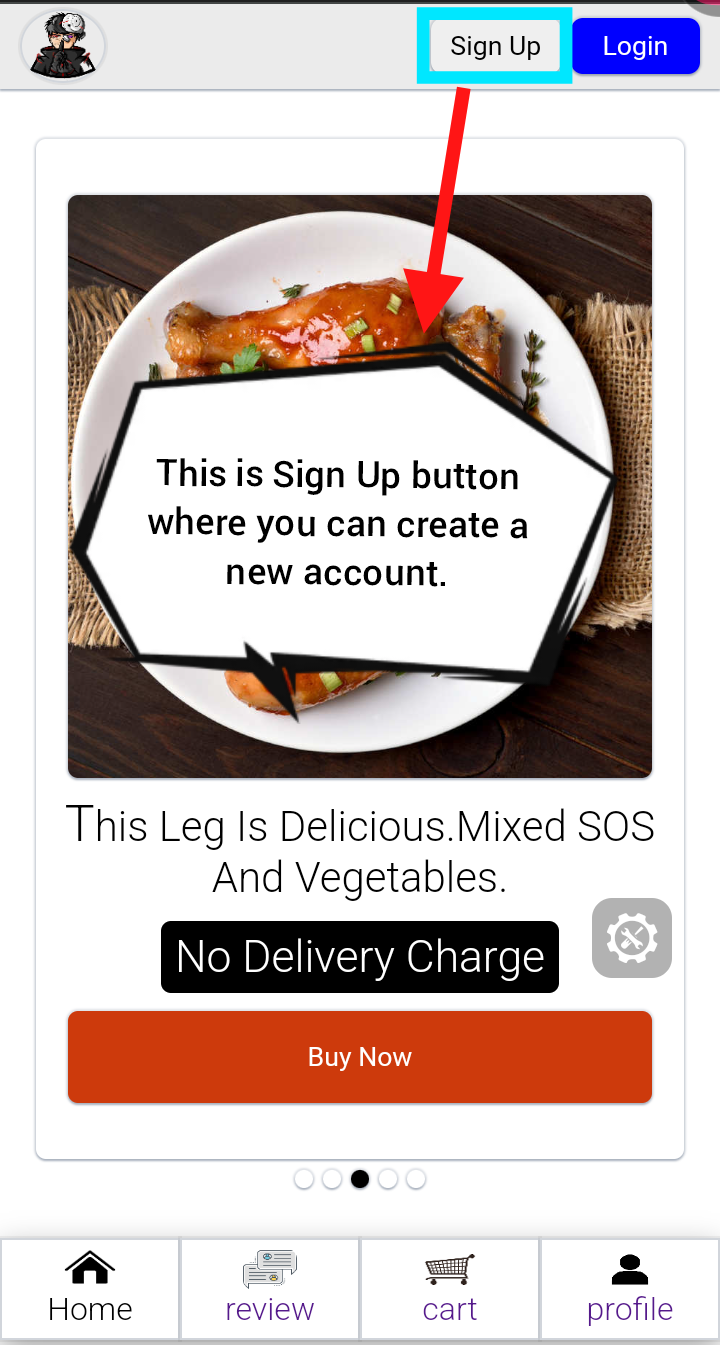 Sign Up
Login
This is Sign Up button
where you can create a
new account.
This Leg Is Delicious.Mixed SOS
And Vegetables.
No Delivery Charge
Buy Now
Home
review
cart
profile